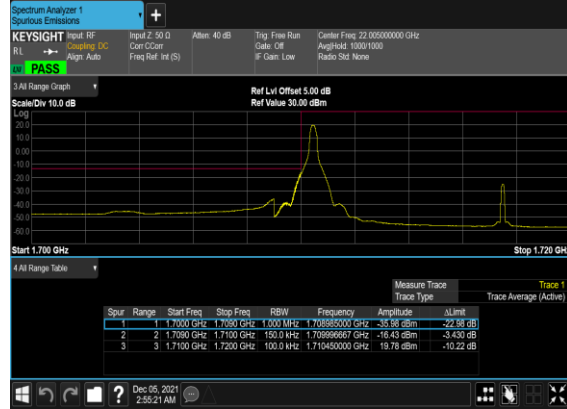 Spectrum Analyzer 1
Spurious Emissions
+
KEYSIGHT Input: RF Input Z: 50 Ω Atten: 40 dB Trig: Free Run Center Freq: 22.005000000 GHz
RL Coupling: DC Corr CCorr Gate: Off Avg|Hold: 1000/1000
Align: Auto Freq Ref: Int (S) IF Gain: Low Radio Std: None
PASS
3 All Range Graph
Ref Lvl Offset 5.00 dB
Scale/Div 10.0 dB Ref Value 30.00 dBm
Log
20.0
10.0
0.00
-10.0
-20.0
-30.0
-40.0
-50.0
-60.0
Start 1.700 GHz Stop 1.720 GHz
4 All Range Table
Measure Trace Trace 1
Trace Type Trace Average (Active)
Spur Range Start Freq Stop Freq RBW Frequency Amplitude ΔLimit
1 1 1.7000 GHz 1.7090 GHz 1.000 MHz 1.708985000 GHz -35.98 dBm -22.98 dB
2 2 1.7090 GHz 1.7100 GHz 150.0 kHz 1.709996667 GHz -16.43 dBm -3.430 dB
3 3 1.7100 GHz 1.7200 GHz 100.0 kHz 1.710450000 GHz 19.78 dBm -10.22 dB
? Dec 05, 2021
2:55:21 AM